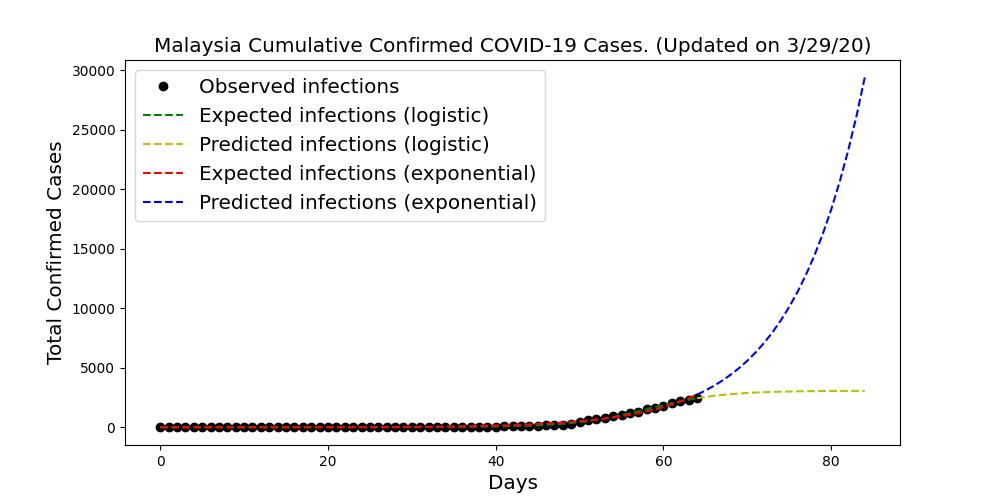 Malaysia Cumulative Confirmed COVID-19 Cases. (Updated on 3/29/20)
Observed infections
Expected infections (logistic)
Predicted infections (logistic)
Expected infections (exponential)
Predicted infections (exponential)
Total Confirmed Cases
30000
25000
20000
15000
10000
5000
0
0 20 40 60 80
Days